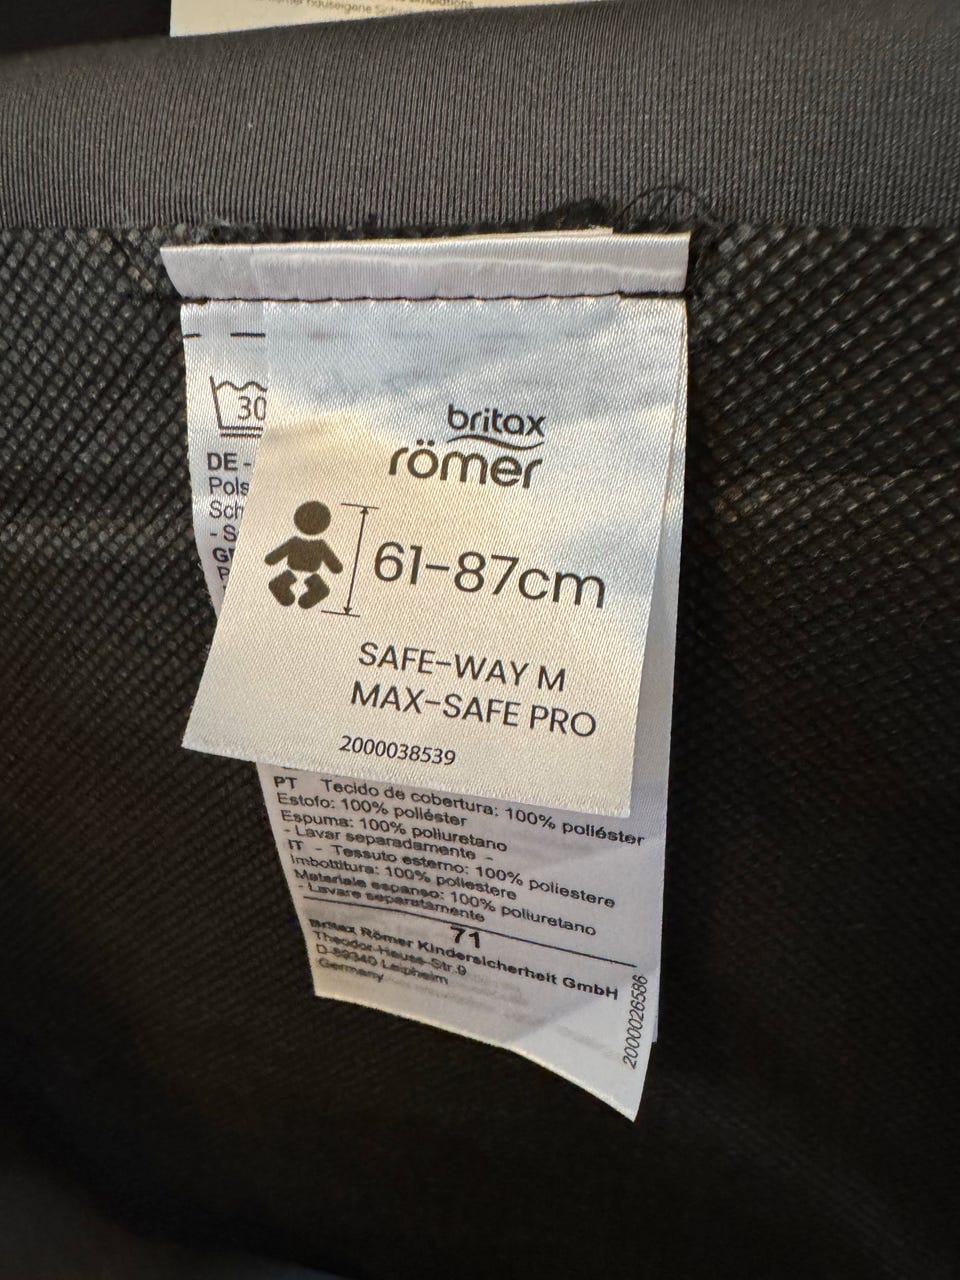 30
DE -
Pols
Sch
- S
britax
römer
61-87cm
SAFE-WAY M
MAX-SAFE PRO
2000038539
PT Tecido de cobertura: 100% poliéster
Estofo: 100% poliéster
Espuma: 100% poliuretano
- Lavar separadamente -
IT - Tessuto esterno: 100% poliestere
Imbottitura: 100% poliestere
Materiale espanso: 100% poliuretano
- Lavare separatamente
71
Britax Römer Kindersicherheit GmbH
Theodor-Heuss-Str.9
D-89340 Leipheim
Germany
2000026586